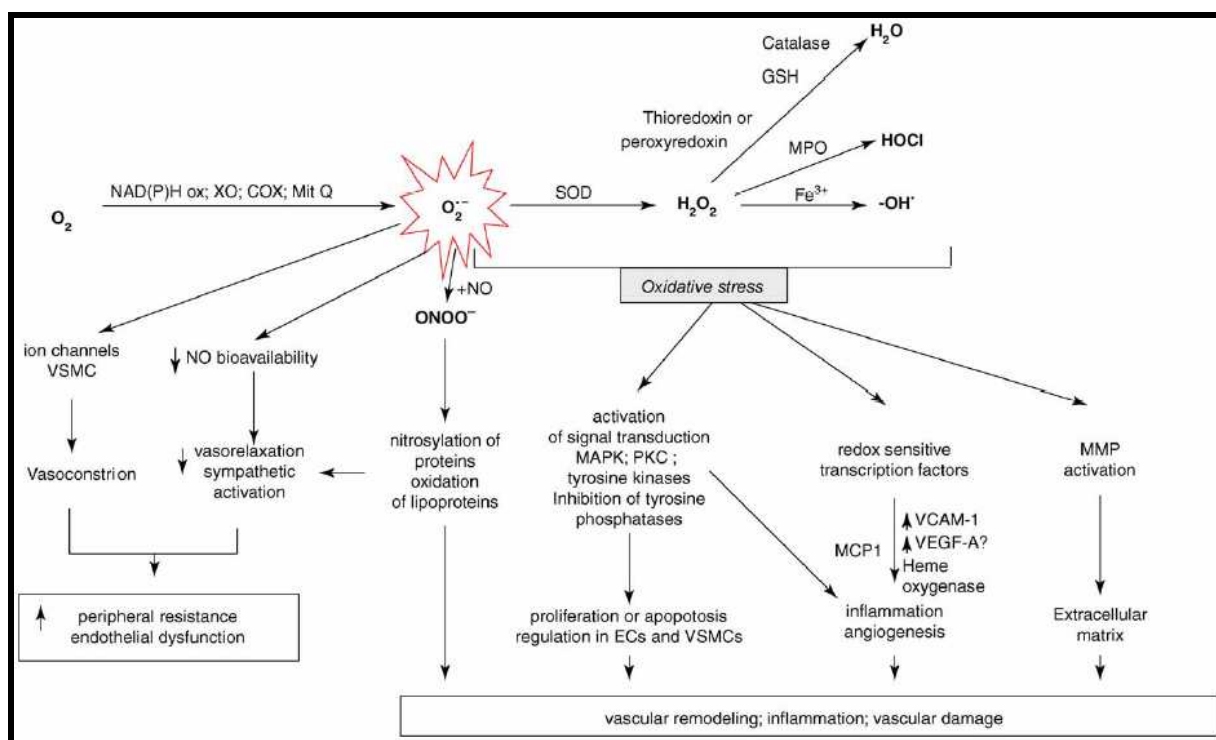 H₂O
Catalase
GSH
Thioredoxin or
peroxyredoxin
MPO
HOCl
NAD(P)H ox; XO; COX; Mit Q
O₂
O₂·−
SOD
H₂O₂
Fe³⁺
-OH·
+NO
ONOO⁻
Oxidative stress
ion channels
VSMC
NO bioavailability
Vasoconstrion
vasorelaxation
sympathetic
activation
nitrosylation of
proteins
oxidation
of lipoproteins
activation
of signal transduction
MAPK; PKC ;
tyrosine kinases
Inhibition of tyrosine
phosphatases
redox sensitive
transcription factors
MMP
activation
MCP1
VCAM-1
VEGF-A?
Heme
oxygenase
peripheral resistance
endothelial dysfunction
proliferation or apoptosis
regulation in ECs and VSMCs
inflammation
angiogenesis
Extracellular
matrix
vascular remodeling; inflammation; vascular damage